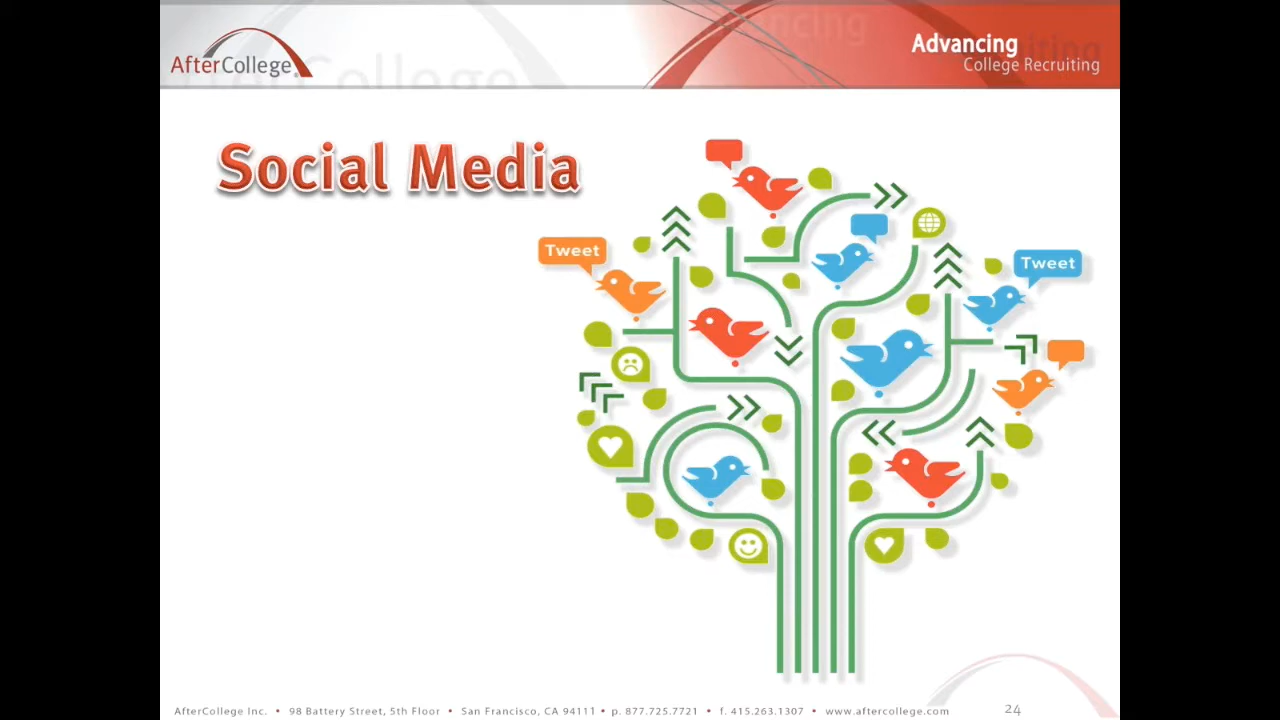 AfterCollege
Advancing
College Recruiting
Social Media
Tweet
Tweet
AfterCollege Inc. • 98 Battery Street, 5th Floor • San Francisco, CA 94111 • p. 877.725.7721 • f. 415.263.1307 • www.aftercollege.com
24